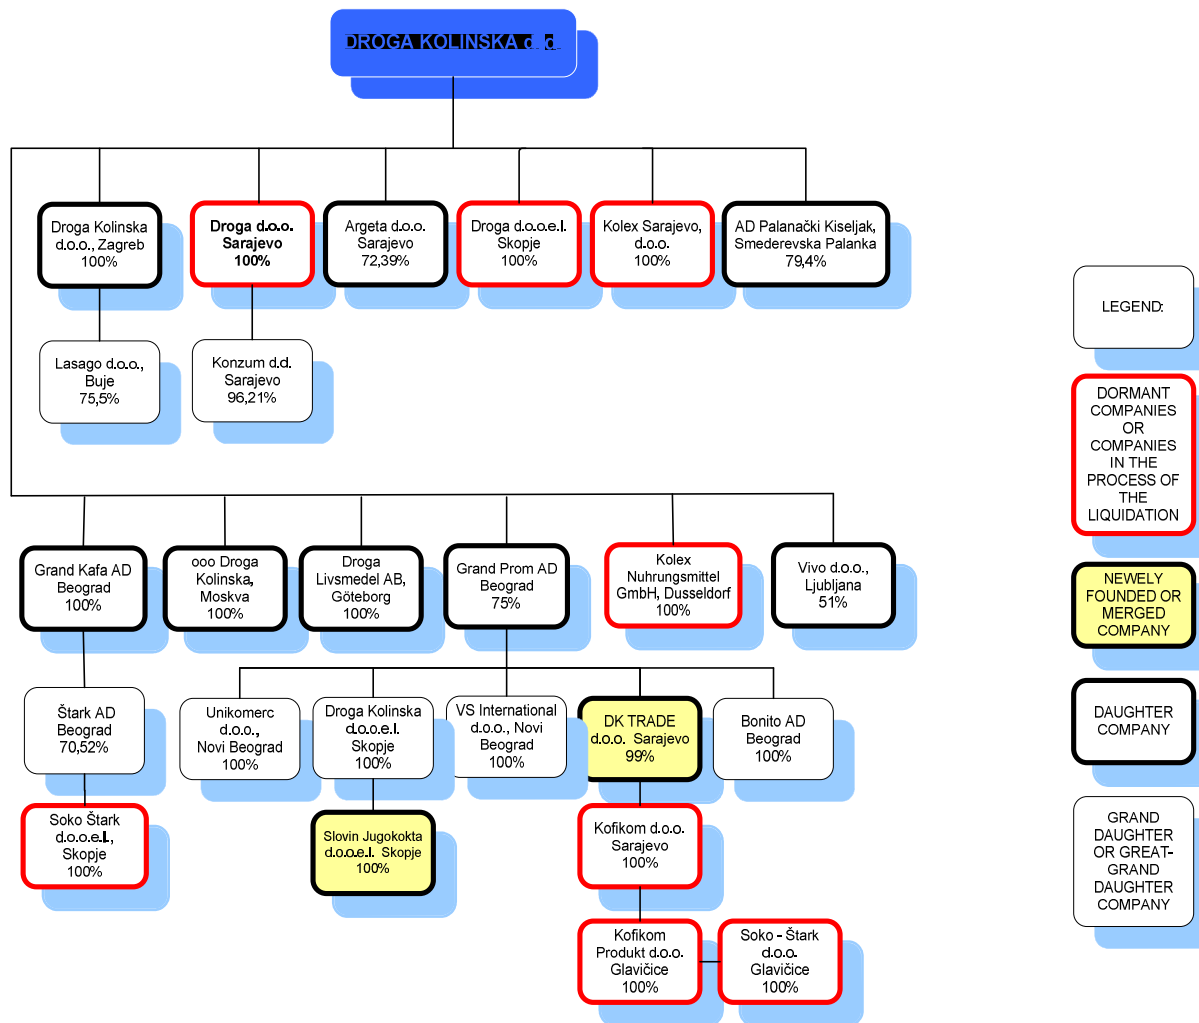 DROGA KOLINSKA d.d.
Droga Kolinska
d.o.o., Zagreb
100%
Droga d.o.o.
Sarajevo
100%
Argeta d.o.o.
Sarajevo
72,39%
Droga d.o.o.e.l.
Skopje
100%
Kolex Sarajevo,
d.o.o.
100%
AD Palanački Kiseljak,
Smederevska Palanka
79,4%
LEGEND:
Lasago d.o.o.,
Buje
75,5%
Konzum d.d.
Sarajevo
96,21%
DORMANT
COMPANIES
OR
COMPANIES
IN THE
PROCESS OF
THE
LIQUIDATION
Grand Kafa AD
Beograd
100%
ooo Droga
Kolinska,
Moskva
100%
Droga
Livsmedel AB,
Göteborg
100%
Grand Prom AD
Beograd
75%
Kolex
Nuhrungsmittel
GmbH, Dusseldorf
100%
Vivo d.o.o.,
Ljubljana
51%
NEWELY
FOUNDED OR
MERGED
COMPANY
Štark AD
Beograd
70,52%
Unikomerc
d.o.o.,
Novi Beograd
100%
Droga Kolinska
d.o.o.e.l.
Skopje
100%
VS International
d.o.o., Novi
Beograd
100%
DK TRADE
d.o.o. Sarajevo
99%
Bonito AD
Beograd
100%
DAUGHTER
COMPANY
Soko Štark
d.o.o.e.l.,
Skopje
100%
Slovin Jugokokta
d.o.o.e.l. Skopje
100%
Kofikom d.o.o.
Sarajevo
100%
GRAND
DAUGHTER
OR GREAT-
GRAND
DAUGHTER
COMPANY
Kofikom
Produkt d.o.o.
Glavičice
100%
Soko - Štark
d.o.o.
Glavičice
100%